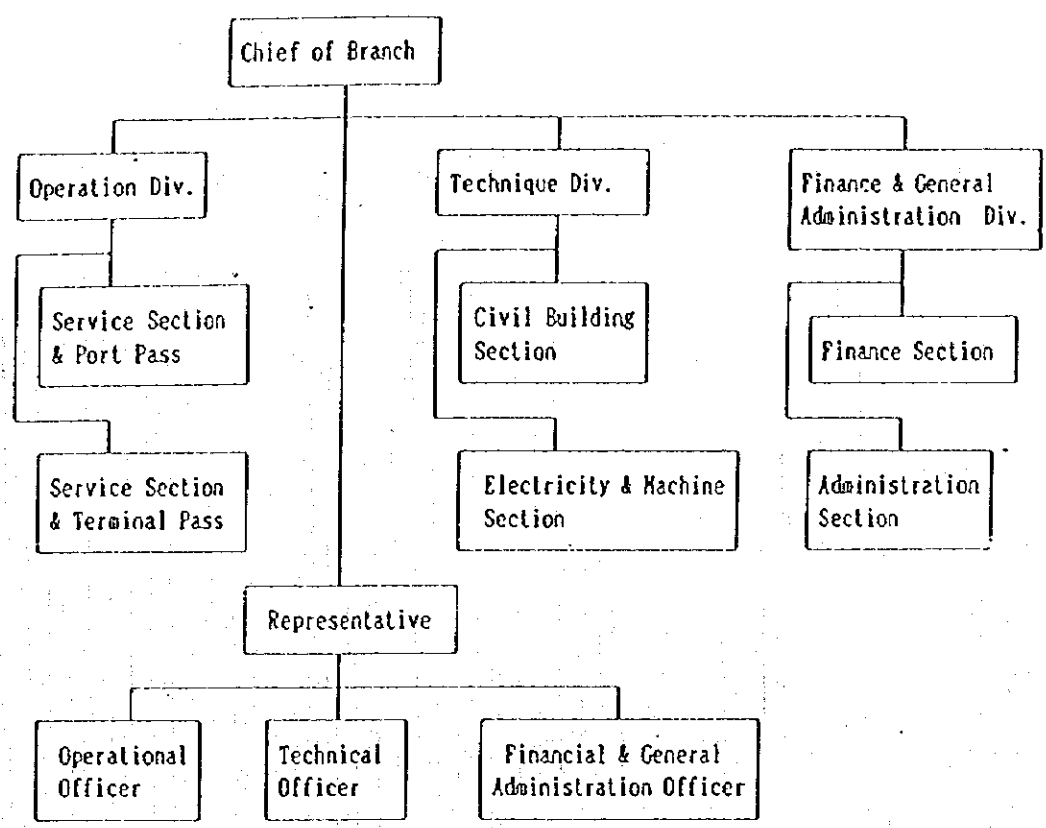 Chief of Branch
Operation Div.
Technique Div.
Finance & General
Administration Div.
Service Section
& Port Pass
Civil Building
Section
Finance Section
Service Section
& Terminal Pass
Electricity & Machine
Section
Administration
Section
Representative
Operational
Officer
Technical
Officer
Financial & General
Administration Officer